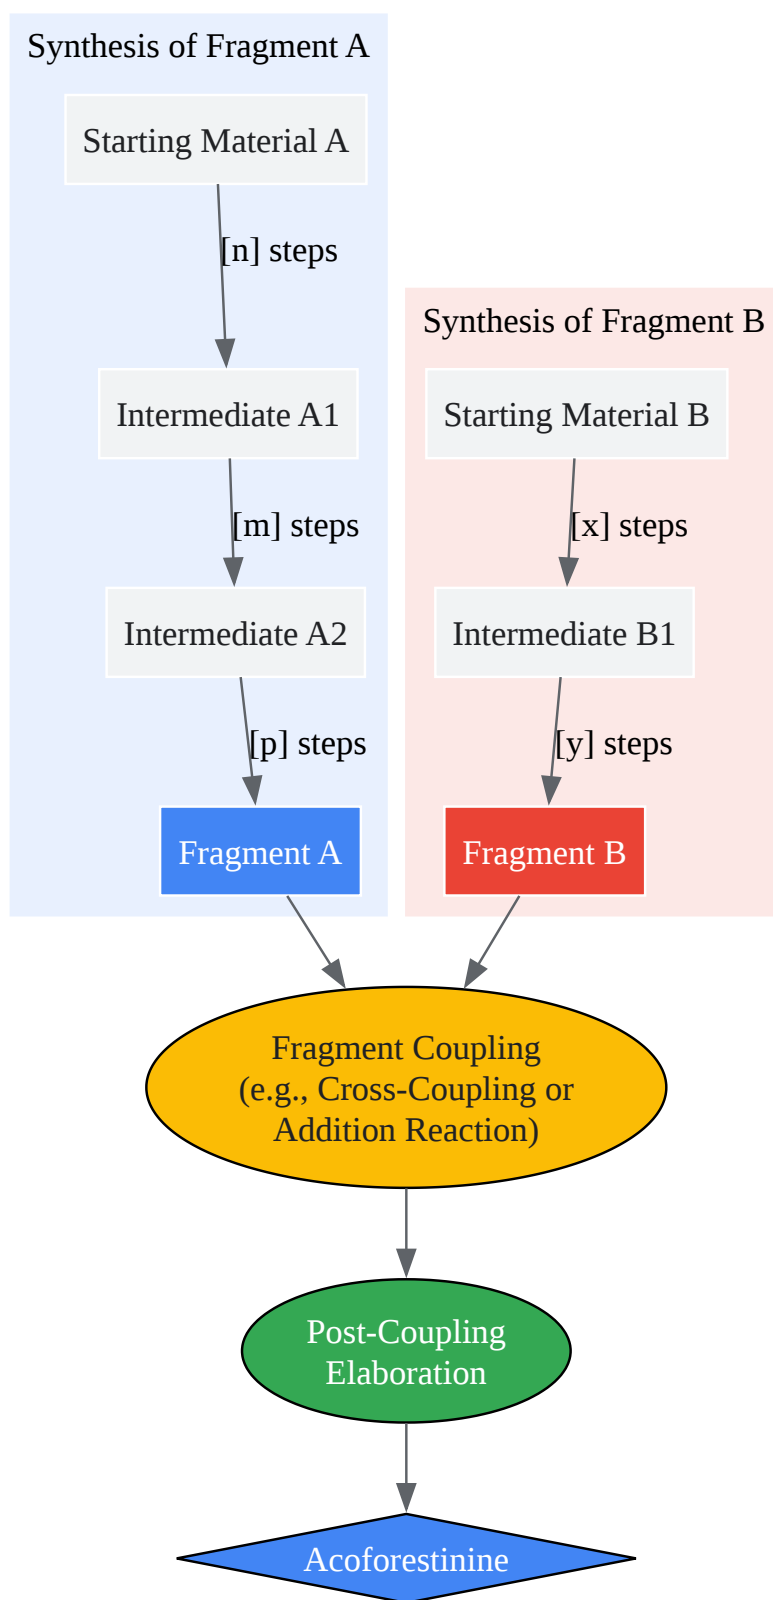 Synthesis of Fragment A
Starting Material A
[n] steps
Intermediate A1
[m] steps
Intermediate A2
[p] steps
Fragment A
Synthesis of Fragment B
Starting Material B
[x] steps
Intermediate B1
[y] steps
Fragment B
Fragment Coupling
(e.g., Cross-Coupling or
Addition Reaction)
Post-Coupling
Elaboration
Acoforestinine